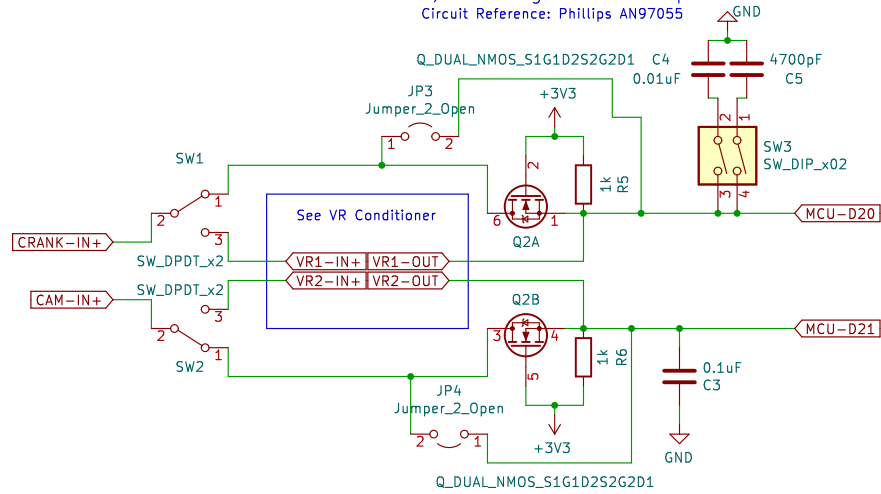 Circuit Reference: Phillips AN97055
GND
Q_DUAL_NMOS_S1G1D2S2G2D1
C4
0.01uF
4700pF
C5
JP3
Jumper_2_Open
+3V3
1
2
2
1
SW3
SW_DIP_x02
3
4
SW1
2
1
3
2
1k
R5
See VR Conditioner
6
1
Q2A
MCU-D20
CRANK-IN+
SW_DPDT_x2
VR1-IN+
VR1-OUT
CAM-IN+
SW_DPDT_x2
VR2-IN+
VR2-OUT
3
2
1
SW2
Q2B
3
4
5
1k
R6
MCU-D21
0.1uF
C3
JP4
Jumper_2_Open
2
1
+3V3
GND
Q_DUAL_NMOS_S1G1D2S2G2D1